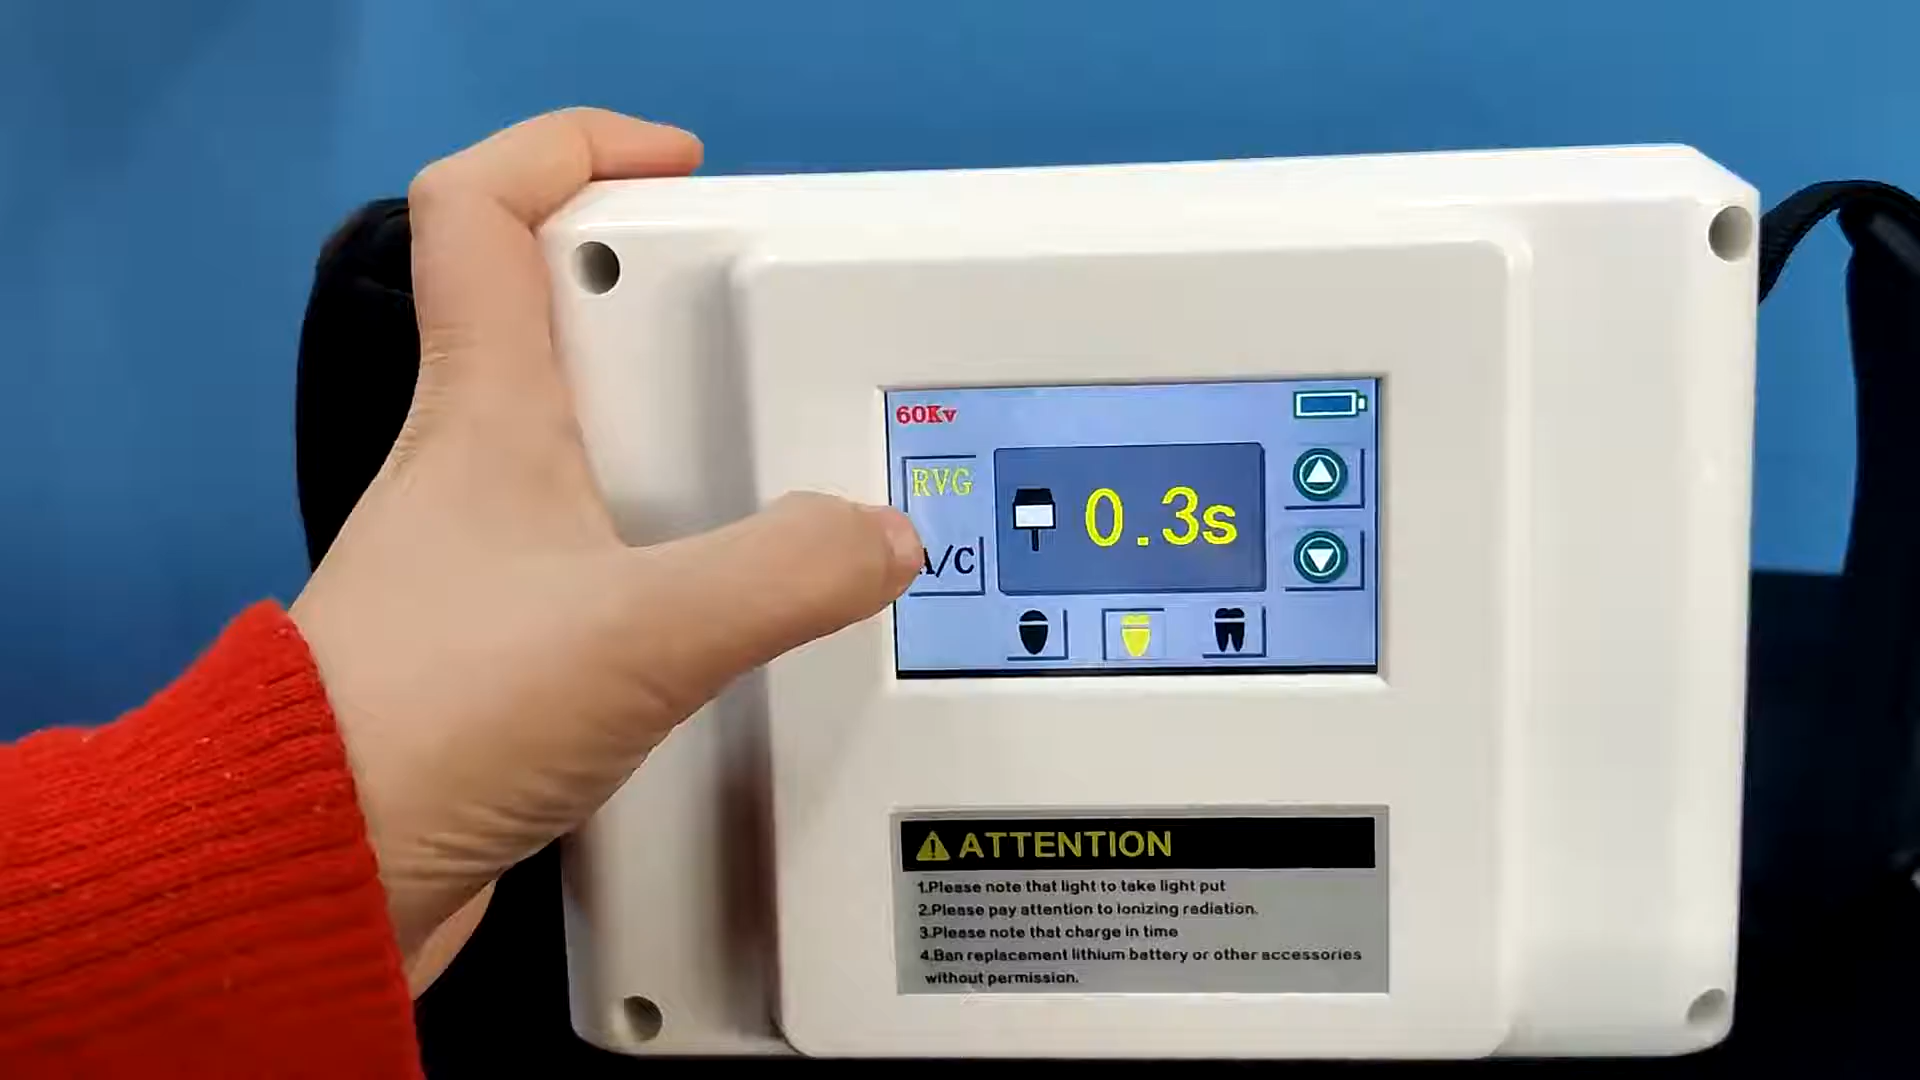 60Kv
RVG
0.3s
A/C
ATTENTION
1.Please note that light to take light put
2.Please pay attention to ionizing radiation.
3.Please note that charge in time
4.Ban replacement lithium battery or other accessories
without permission.